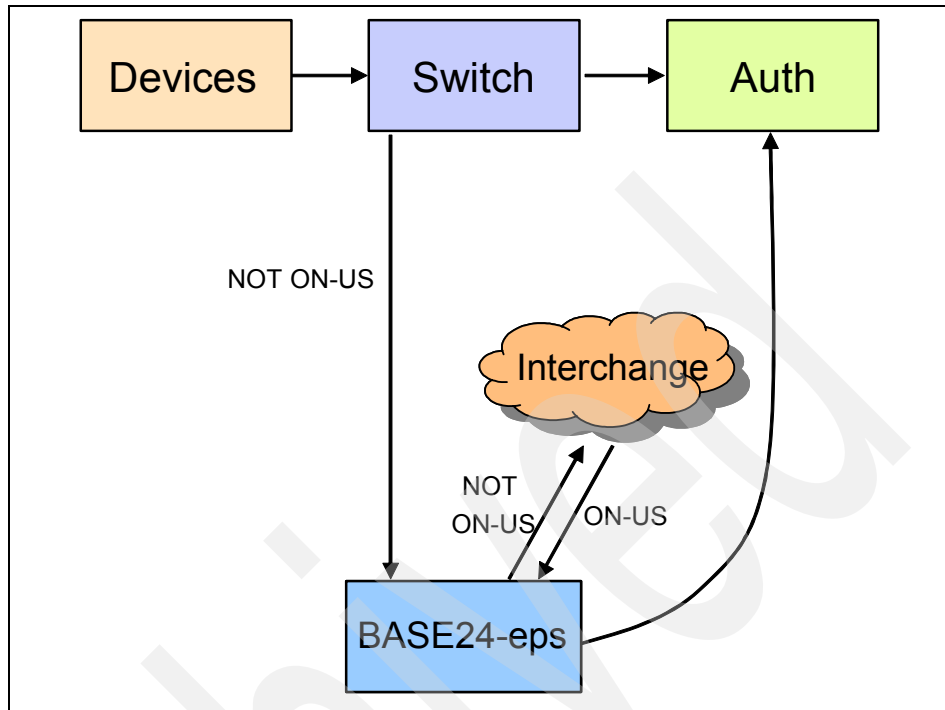 Devices
Switch
Auth
NOT ON-US
Interchange
NOT
ON-US
ON-US
BASE24-eps